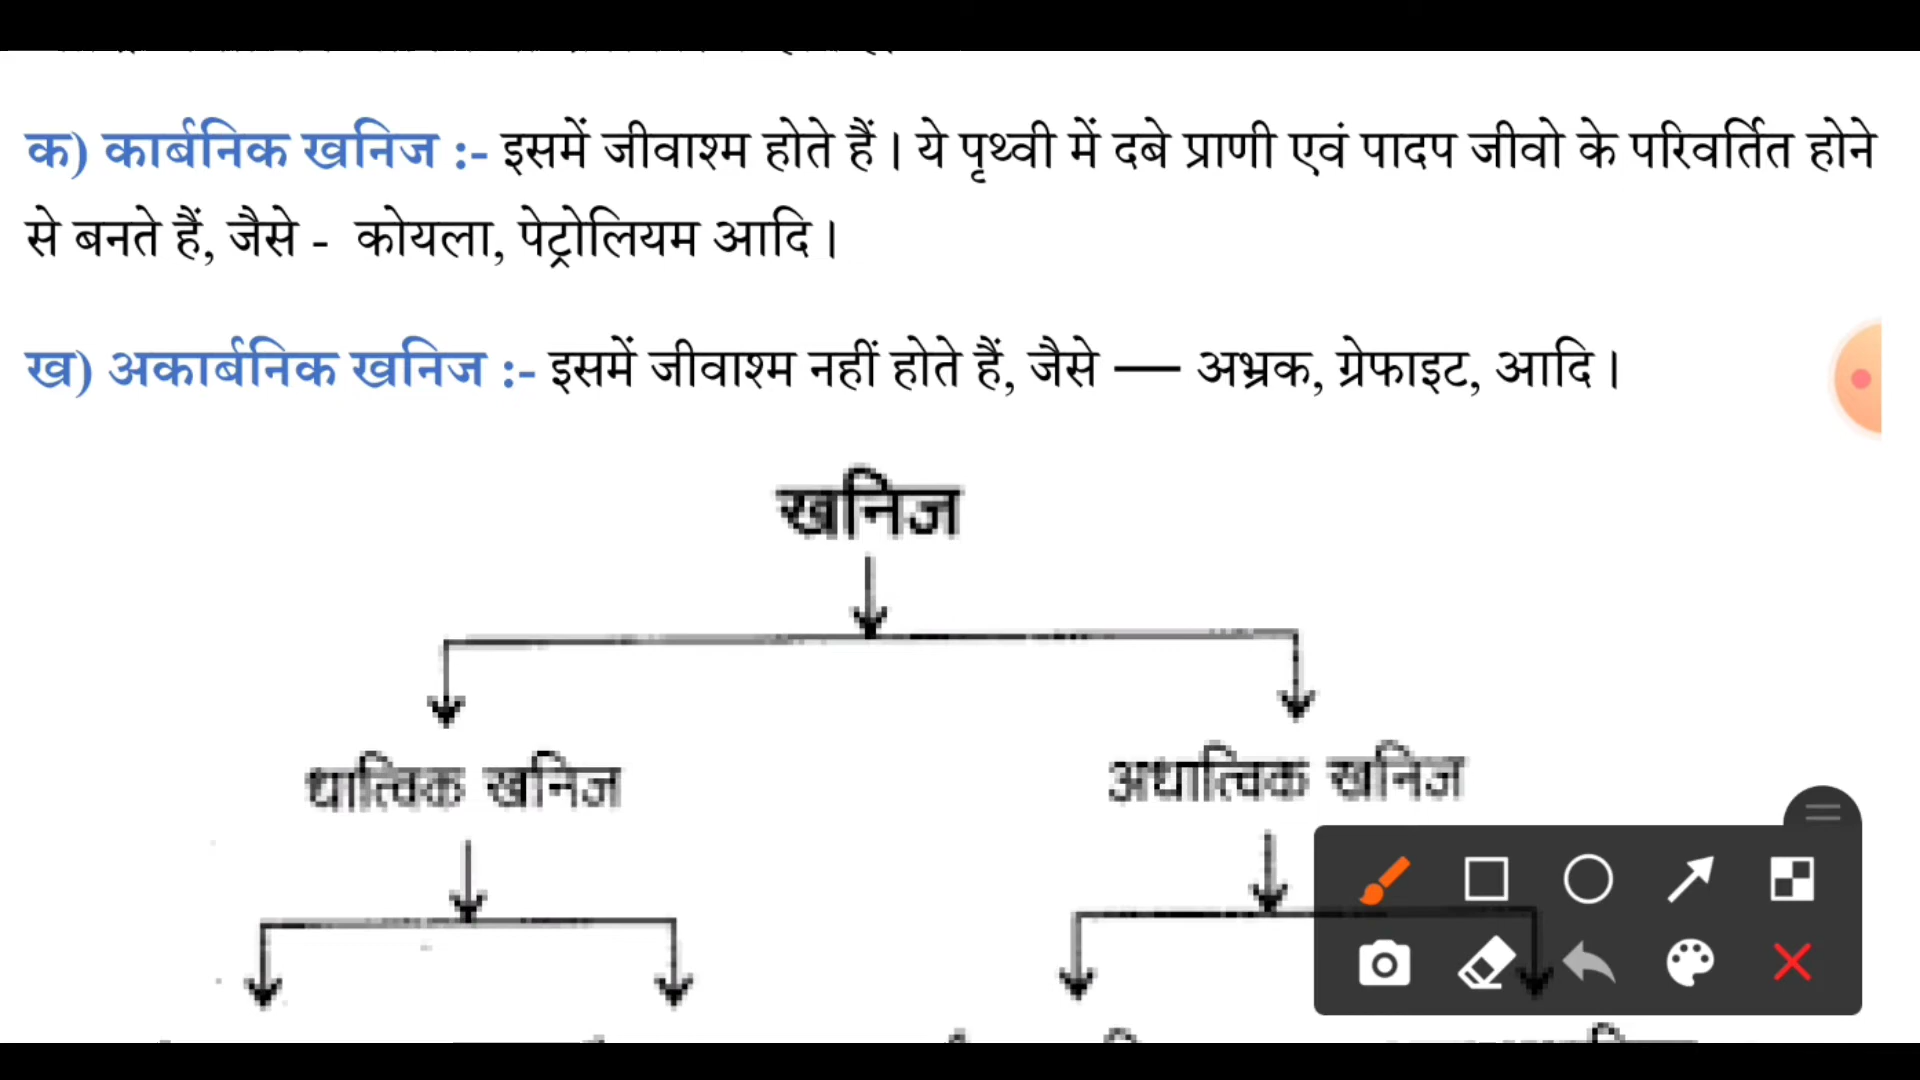 क) कार्बनिक खनिज :- इसमें जीवाश्म होते हैं। ये पृथ्वी में दबे प्राणी एवं पादप जीवो के परिवर्तित होने
से बनते हैं, जैसे - कोयला, पेट्रोलियम आदि।
ख) अकार्बनिक खनिज :- इसमें जीवाश्म नहीं होते हैं, जैसे — अभ्रक, ग्रेफाइट, आदि।
खनिज
धात्विक खनिज
अधात्विक खनिज